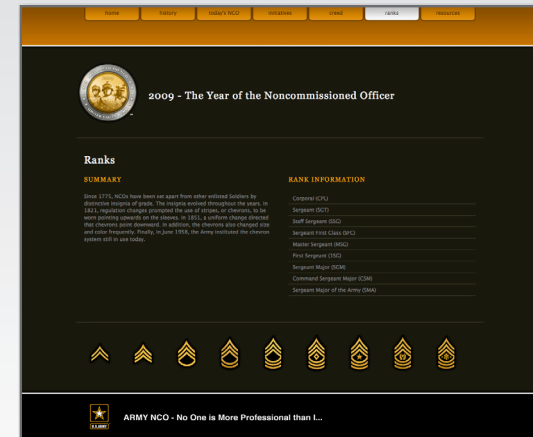 home history today's NCO initiatives creed ranks resources
2009 - The Year of the Noncommissioned Officer
Ranks
SUMMARY
Since 1775, NCOs have been set apart from other enlisted Soldiers by
distinctive insignia of grade. The insignia evolved throughout the years. In
1821, regulation changes prompted the use of stripes, or chevrons, to be
worn pointing upwards on the sleeves. In 1851, a uniform change directed
that chevrons point downward. In addition, the chevrons also changed size
and color frequently. Finally, in June 1958, the Army instituted the chevron
system still in use today.
RANK INFORMATION
Corporal (CPL)
Sergeant (SGT)
Staff Sergeant (SSG)
Sergeant First Class (SFC)
Master Sergeant (MSG)
First Sergeant (1SG)
Sergeant Major (SGM)
Command Sergeant Major (CSM)
Sergeant Major of the Army (SMA)
U.S.ARMY
ARMY NCO - No One is More Professional than I...